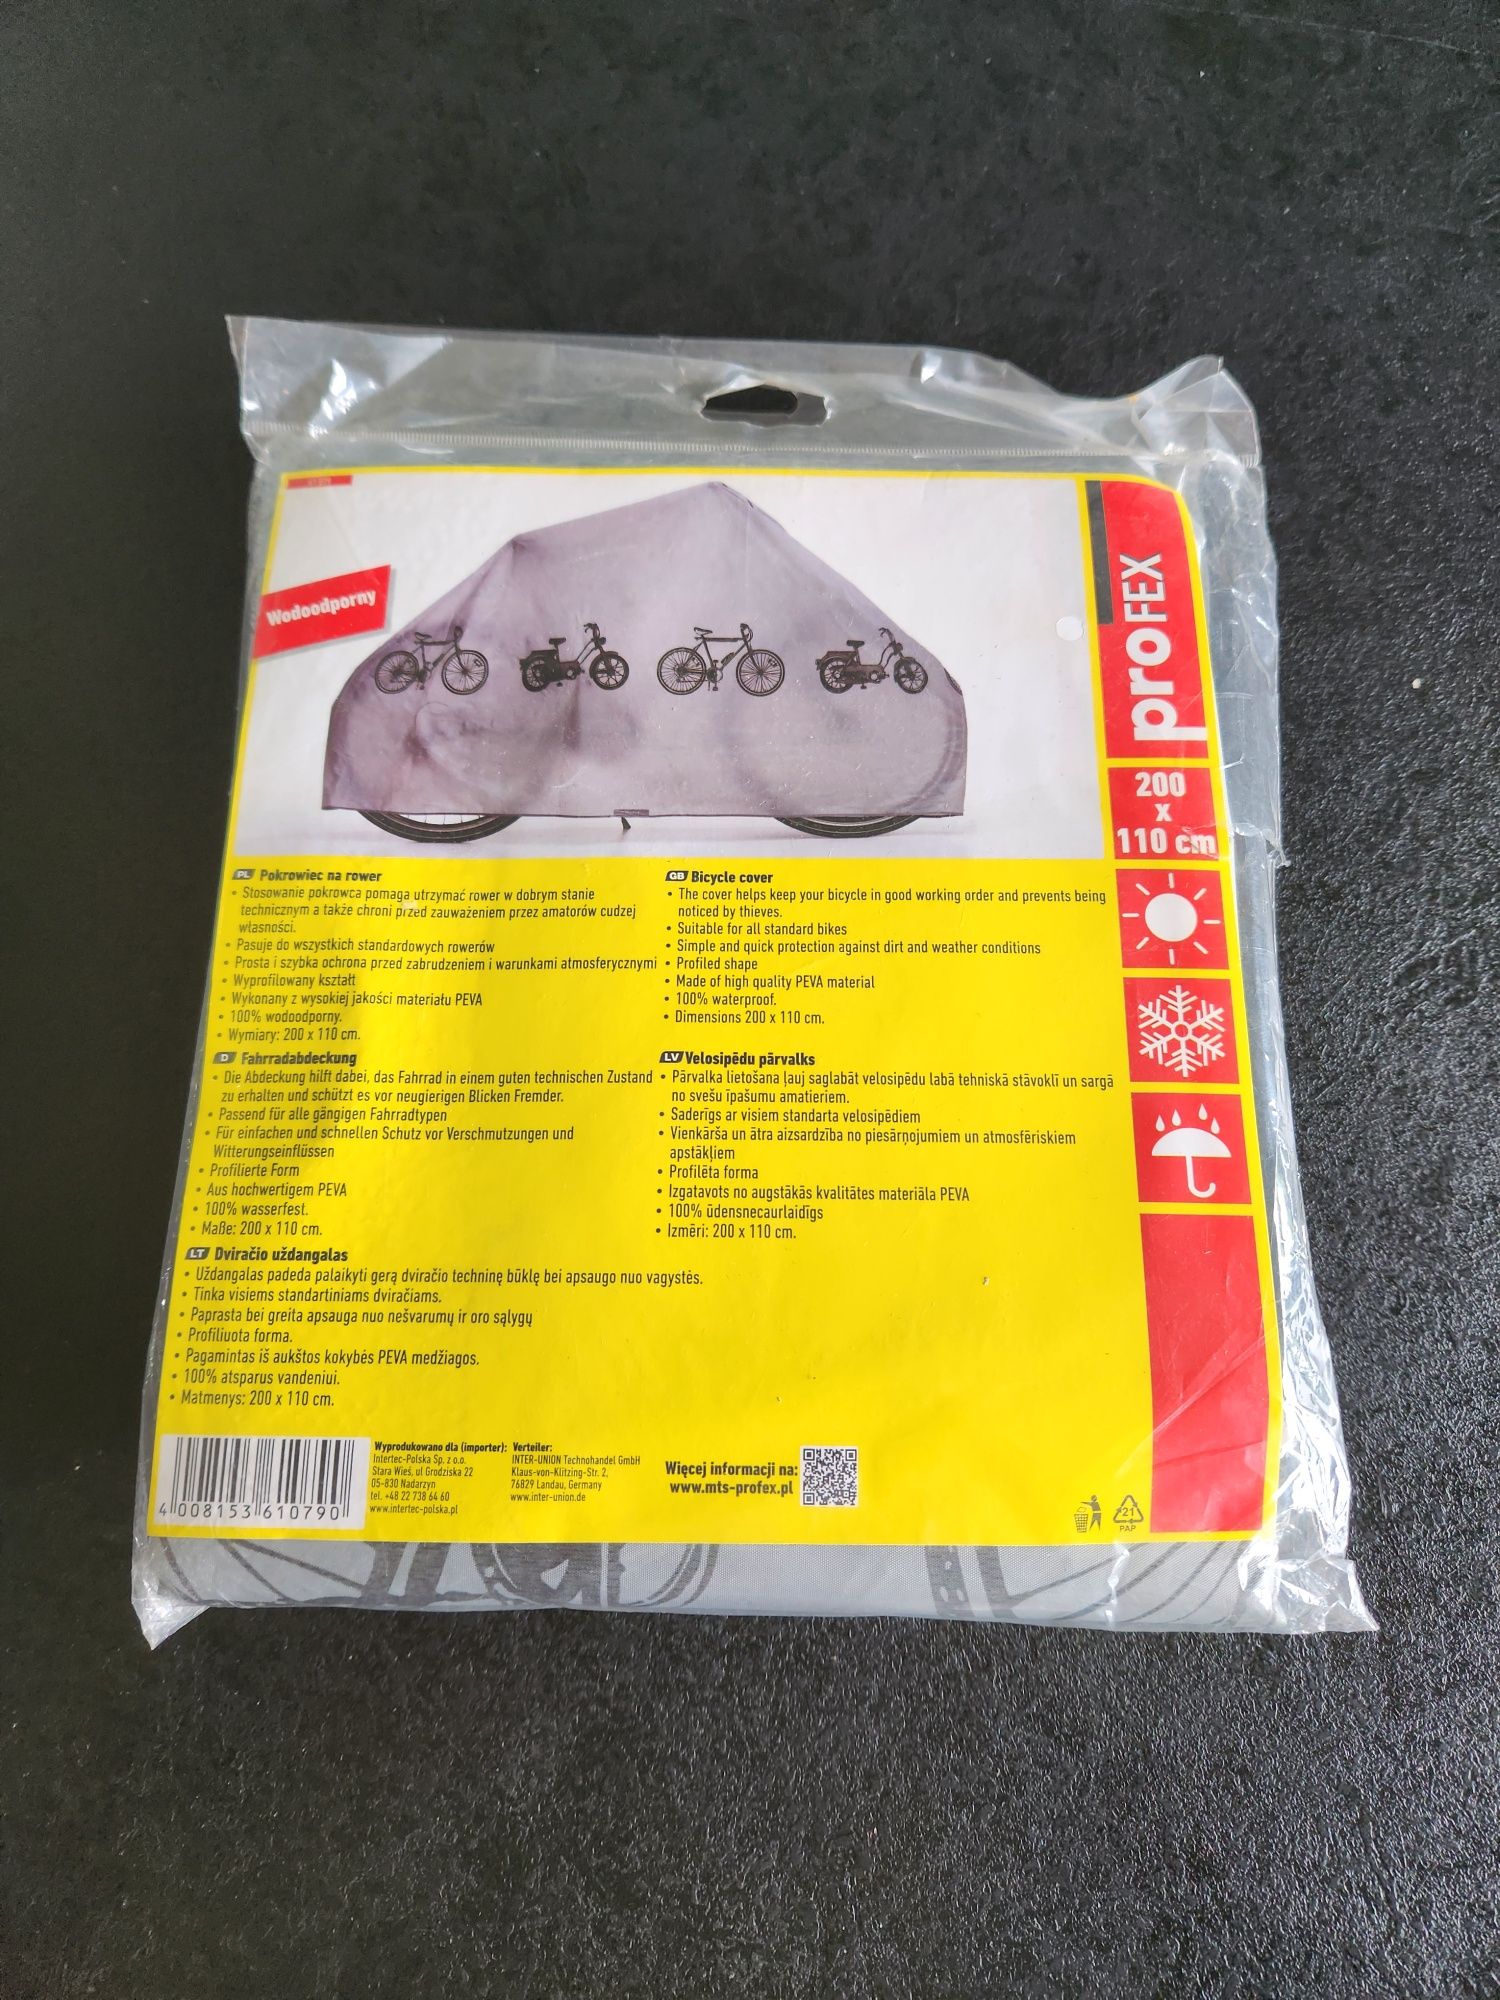 Wodoodporny
proFEX
200
x
110 cm
PL Pokrowiec na rower
• Stosowanie pokrowca pomaga utrzymać rower w dobrym stanie
technicznym a także chroni przed zauważeniem przez amatorów cudzej
własności.
• Pasuje do wszystkich standardowych rowerów
• Prosta i szybka ochrona przed zabrudzeniem i warunkami atmosferycznymi
• Wyprofilowany kształt
• Wykonany z wysokiej jakości materiału PEVA
• 100% wodoodporny.
• Wymiary: 200 x 110 cm.
GB Bicycle cover
• The cover helps keep your bicycle in good working order and prevents being
noticed by thieves.
• Suitable for all standard bikes
• Simple and quick protection against dirt and weather conditions
• Profiled shape
• Made of high quality PEVA material
• 100% waterproof.
• Dimensions 200 x 110 cm.
D Fahrradabdeckung
• Die Abdeckung hilft dabei, das Fahrrad in einem guten technischen Zustand
zu erhalten und schützt es vor neugierigen Blicken Fremder.
• Passend für alle gängigen Fahrradtypen
• Für einfachen und schnellen Schutz vor Verschmutzungen und
Witterungseinflüssen
• Profilierte Form
• Aus hochwertigem PEVA
• 100% wasserfest.
• Maße: 200 x 110 cm.
LV Velosipēdu pārvalks
• Pārvalka lietošana ļauj saglabāt velosipēdu labā tehniskā stāvoklī un sargā
no svešu īpašumu amatieriem.
• Saderīgs ar visiem standarta velosipēdiem
• Vienkārša un ātra aizsardzība no piesārņojumiem un atmosfēriskiem
apstākļiem
• Profilēta forma
• Izgatavots no augstākās kvalitātes materiāla PEVA
• 100% ūdensnecaurlaidīgs
• Izmēri: 200 x 110 cm.
LT Dviračio uždangalas
• Uždangalas padeda palaikyti gerą dviračio techninę būklę bei apsaugo nuo vagystės.
• Tinka visiems standartiniams dviračiams.
• Paprasta bei greita apsauga nuo nešvarumų ir oro sąlygų
• Profiliuota forma.
• Pagamintas iš aukštos kokybės PEVA medžiagos.
• 100% atsparus vandeniui.
• Matmenys: 200 x 110 cm.
4 008153 610790
Wyprodukowano dla (importer):
Intertec-Polska Sp. z o.o.
Stara Wieś, ul Grodziska 22
05-830 Nadarzyn
tel. +48 22 738 64 60
www.intertec-polska.pl
Verteiler:
INTER-UNION Technohandel GmbH
Klaus-von-Klitzing-Str. 2,
76829 Landau, Germany
www.inter-union.de
Więcej informacji na:
www.mts-profex.pl
21
PAP